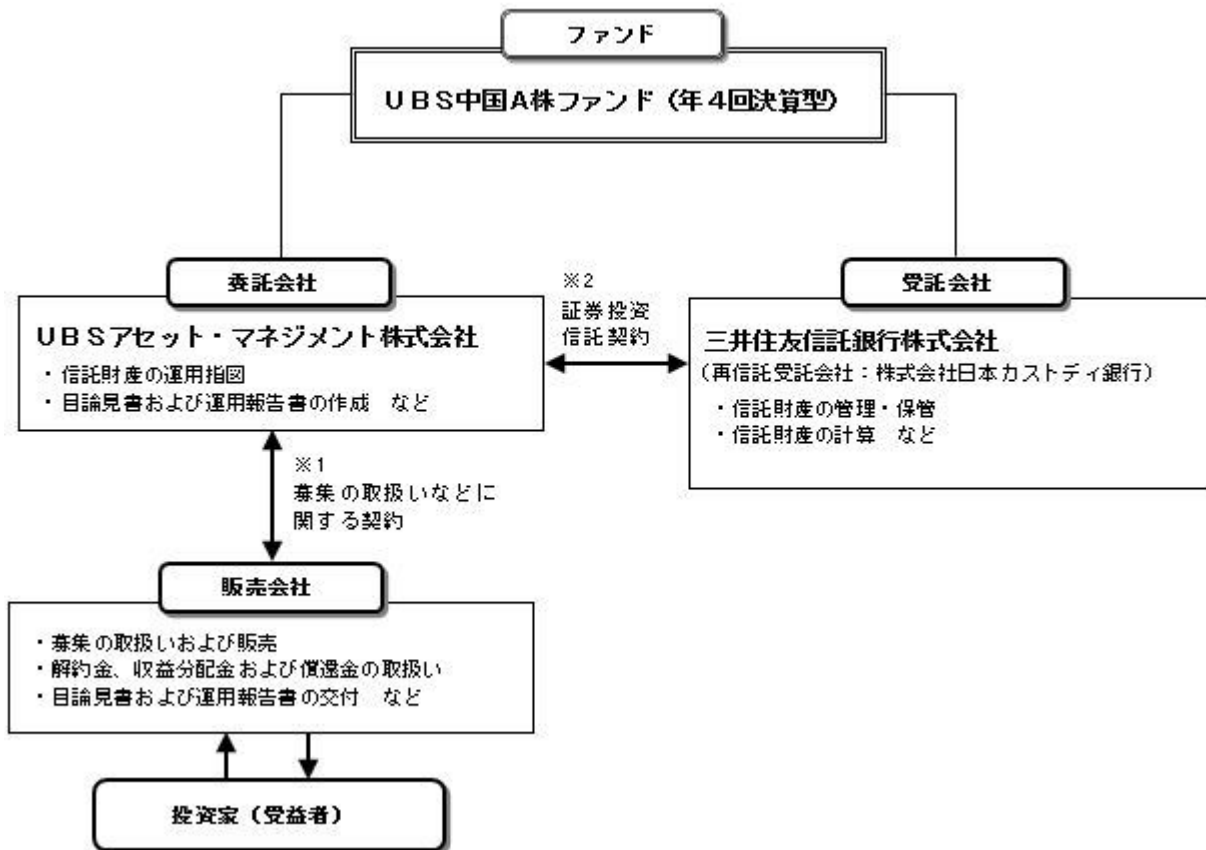 ファンド
UBS中国A株ファンド（年４回決算型）
委託会社
UBSアセット・マネジメント株式会社
・信託財産の運用指図
・目論見書および運用報告書の作成　など
※2
証券投資
信託契約
受託会社
三井住友信託銀行株式会社
（再信託受託会社：株式会社日本カストディ銀行）
・信託財産の管理・保管
・信託財産の計算　など
※1
募集の取扱いなどに
関する契約
販売会社
・募集の取扱いおよび販売
・解約金、収益分配金および償還金の取扱い
・目論見書および運用報告書の交付　など
投資家（受益者）